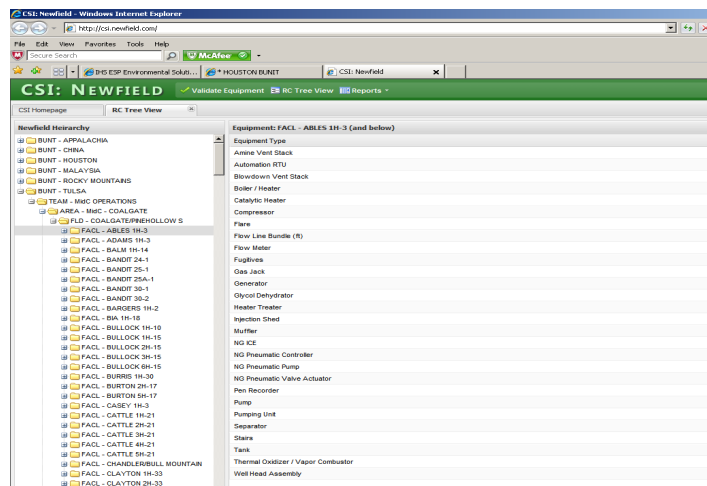 CSI: Newfield - Windows Internet Explorer
http://csi.newfield.com/
File Edit View Favorites Tools Help
Secure Search McAfee
IHS ESP Environmental Soluti... * HOUSTON BUNIT CSI: Newfield x
CSI: NEWFIELD Validate Equipment RC Tree View Reports
CSI Homepage RC Tree View
Newfield Heirarchy
BUNT - APPALACHIA
BUNT - CHINA
BUNT - HOUSTON
BUNT - MALAYSIA
BUNT - ROCKY MOUNTAINS
BUNT - TULSA
TEAM - MidC OPERATIONS
AREA - MidC - COALGATE
FLD - COALGATE/PINEHOLLOW S
FACL - ABLES 1H-3
FACL - ADAMS 1H-3
FACL - BALM 1H-14
FACL - BANDIT 24-1
FACL - BANDIT 25-1
FACL - BANDIT 25A-1
FACL - BANDIT 30-1
FACL - BANDIT 30-2
FACL - BARGERS 1H-2
FACL - BIA 1H-18
FACL - BULLOCK 1H-10
FACL - BULLOCK 1H-15
FACL - BULLOCK 2H-15
FACL - BULLOCK 3H-15
FACL - BULLOCK 6H-15
FACL - BURRIS 1H-30
FACL - BURTON 2H-17
FACL - BURTON 5H-17
FACL - CASEY 1H-3
FACL - CATTLE 1H-21
FACL - CATTLE 2H-21
FACL - CATTLE 3H-21
FACL - CATTLE 4H-21
FACL - CATTLE 5H-21
FACL - CHANDLER/BULL MOUNTAIN
FACL - CLAYTON 1H-33
FACL - CLAYTON 2H-33
Equipment: FACL - ABLES 1H-3 (and below)
Equipment Type
Amine Vent Stack
Automation RTU
Blowdown Vent Stack
Boiler / Heater
Catalytic Heater
Compressor
Flare
Flow Line Bundle (ft)
Flow Meter
Fugitives
Gas Jack
Generator
Glycol Dehydrator
Heater Treater
Injection Shed
Muffler
NG ICE
NG Pneumatic Controller
NG Pneumatic Pump
NG Pneumatic Valve Actuator
Pen Recorder
Pump
Pumping Unit
Separator
Stairs
Tank
Thermal Oxidizer / Vapor Combustor
Well Head Assembly